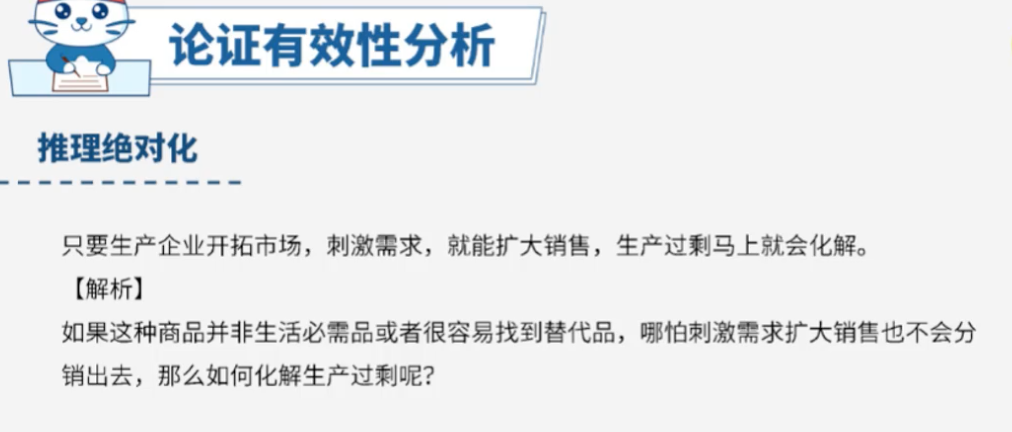 论证有效性分析
推理绝对化
只要生产企业开拓市场，刺激需求，就能扩大销售，生产过剩马上就会化解。
【解析】
如果这种商品并非生活必需品或者很容易找到替代品，哪怕刺激需求扩大销售也不会分
销出去，那么如何化解生产过剩呢？